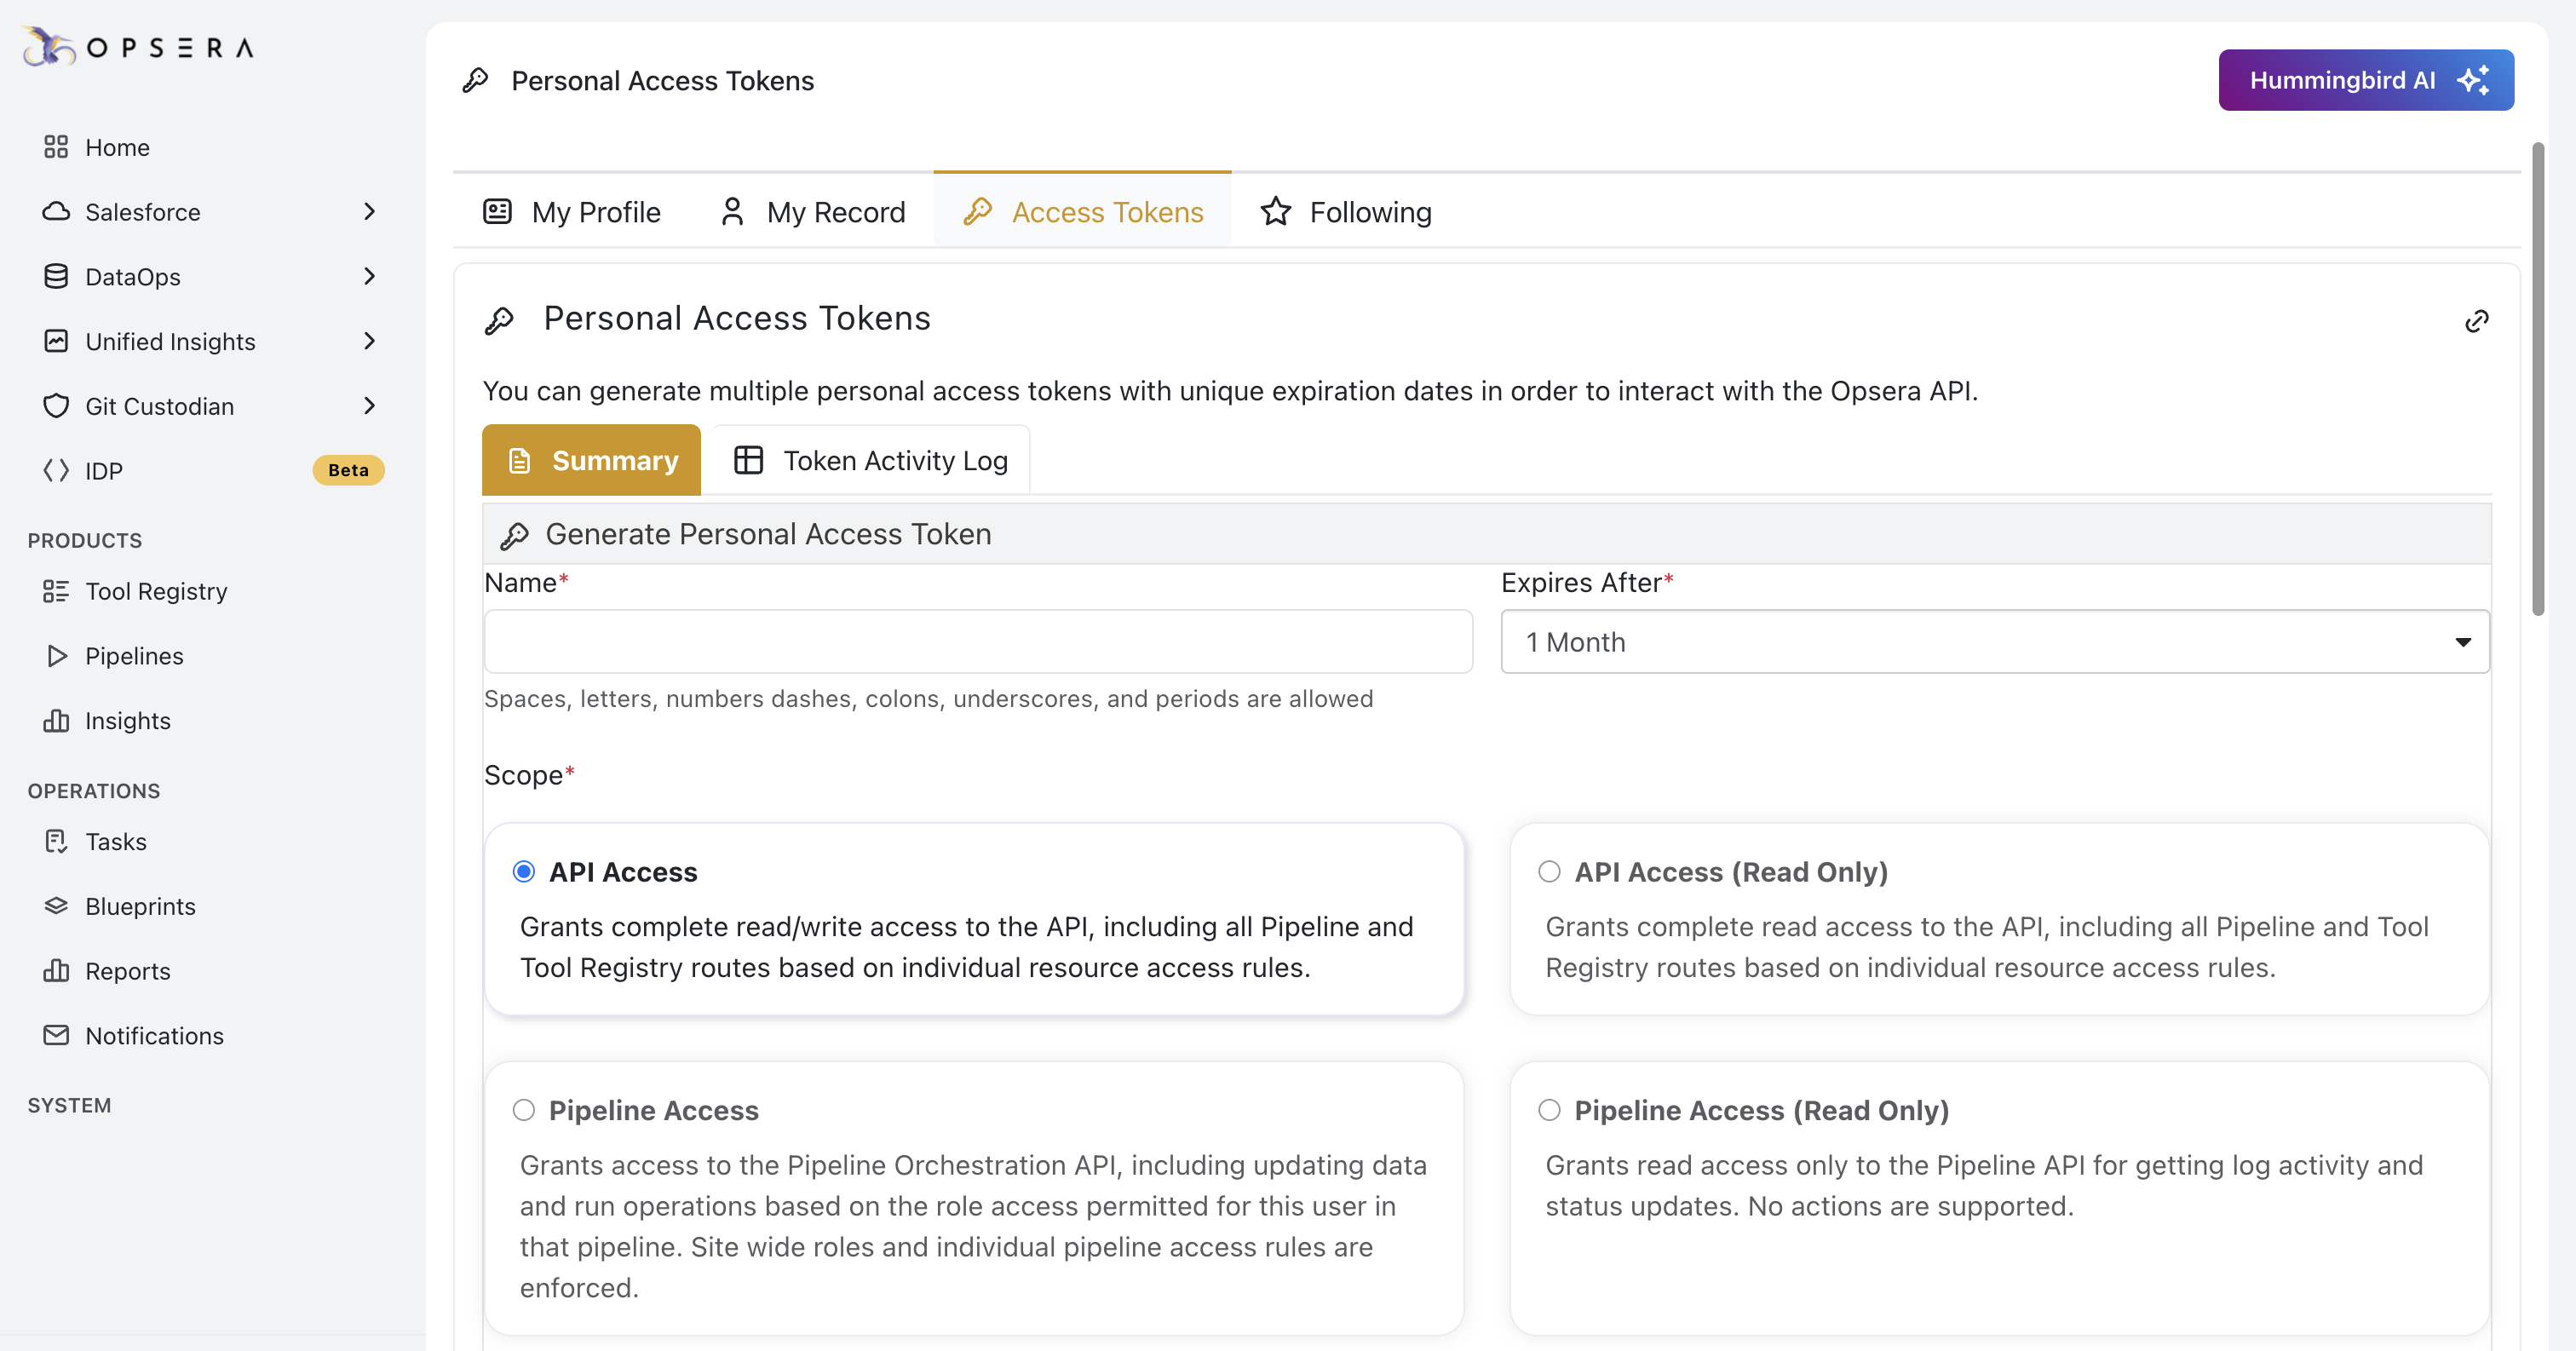 OPSERA
Home
Salesforce
DataOps
Unified Insights
Git Custodian
IDP
Beta
PRODUCTS
Tool Registry
Pipelines
Insights
OPERATIONS
Tasks
Blueprints
Reports
Notifications
SYSTEM
Personal Access Tokens
Hummingbird AI
My Profile
My Record
Access Tokens
Following
Personal Access Tokens
You can generate multiple personal access tokens with unique expiration dates in order to interact with the Opsera API.
Summary
Token Activity Log
Generate Personal Access Token
Name*
Expires After*
1 Month
Spaces, letters, numbers dashes, colons, underscores, and periods are allowed
Scope*
API Access
Grants complete read/write access to the API, including all Pipeline and
Tool Registry routes based on individual resource access rules.
API Access (Read Only)
Grants complete read access to the API, including all Pipeline and Tool
Registry routes based on individual resource access rules.
Pipeline Access
Grants access to the Pipeline Orchestration API, including updating data
and run operations based on the role access permitted for this user in
that pipeline. Site wide roles and individual pipeline access rules are
enforced.
Pipeline Access (Read Only)
Grants read access only to the Pipeline API for getting log activity and
status updates. No actions are supported.